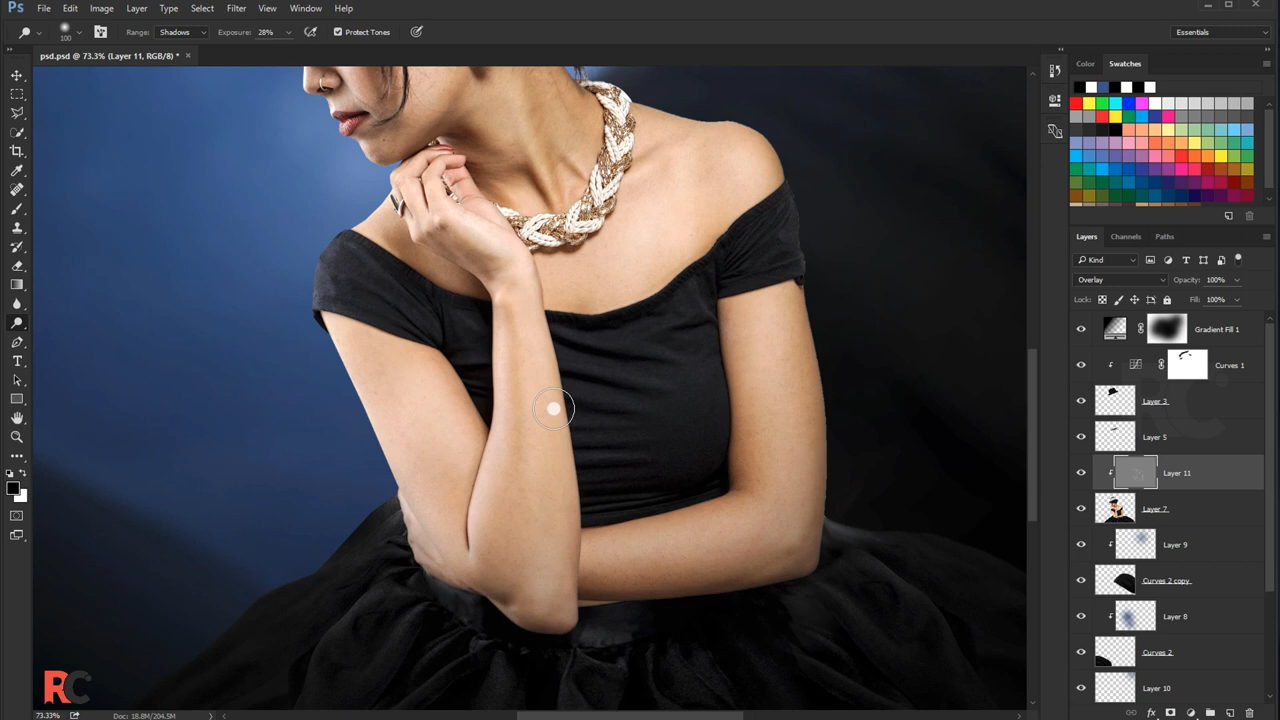 Ps File Edit Image Layer Type Select Filter View Window Help
100 Range: Shadows Exposure: 28% Protect Tones Essentials
psd.psd @ 73.3% (Layer 11, RGB/8) * ×
Color Swatches
Layers Channels Paths
Kind
Overlay Opacity: 100%
Lock: Fill: 100%
Gradient Fill 1
Curves 1
Layer 3
Layer 5
Layer 11
Layer 7
Layer 9
Curves 2 copy
Layer 8
Curves 2
Layer 10
RC
73.33% Doc: 18.8M/204.5M